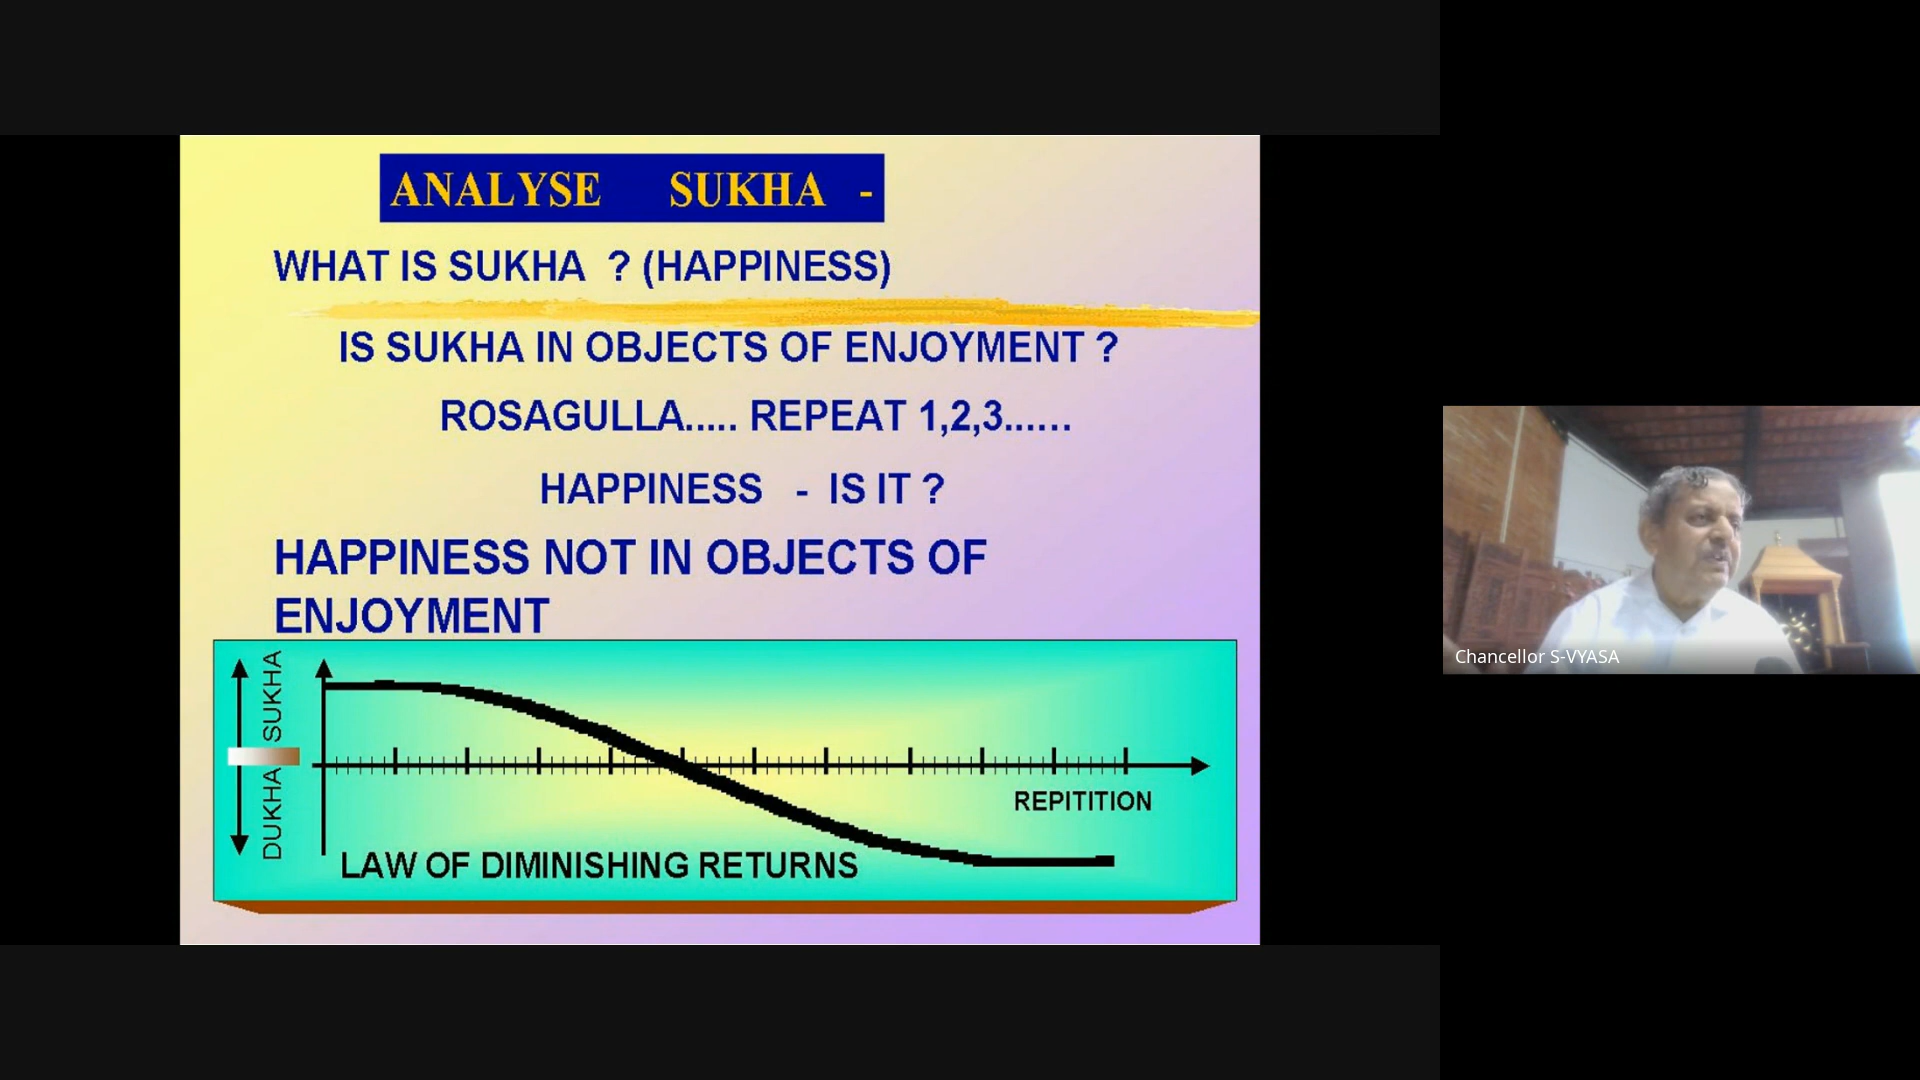 ANALYSE SUKHA -
WHAT IS SUKHA ? (HAPPINESS)
IS SUKHA IN OBJECTS OF ENJOYMENT ?
ROSAGULLA..... REPEAT 1,2,3......
HAPPINESS - IS IT ?
HAPPINESS NOT IN OBJECTS OF
ENJOYMENT
SUKHA
DUKHA
REPITITION
LAW OF DIMINISHING RETURNS
Chancellor S-VYASA